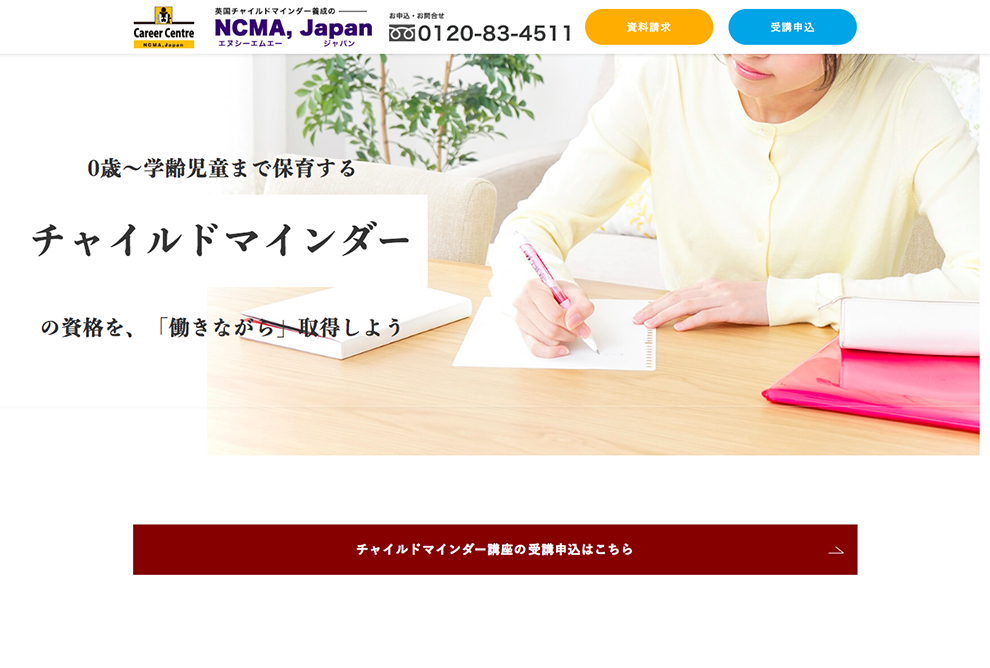 Career Centre
NCMA, Japan
英国チャイルドマインダー養成の
NCMA, Japan
エヌシーエムエー ジャパン
お申込・お問合せ
0120-83-4511
資料請求
受講申込
0歳〜学齢児童まで保育する
チャイルドマインダー
の資格を、「働きながら」取得しよう
チャイルドマインダー講座の受講申込はこちら